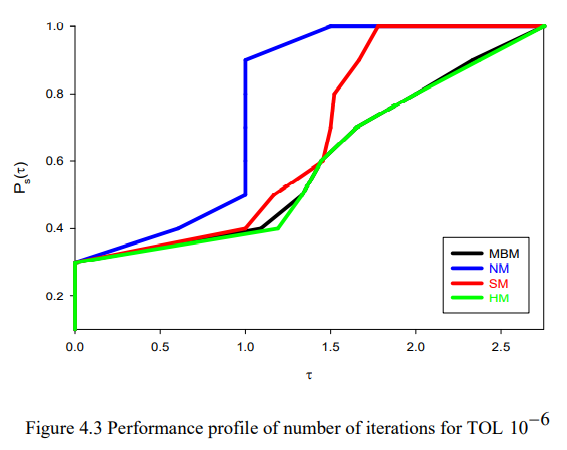 1.0
0.8
0.6
0.4
0.2
Ps(τ)
0.0 0.5 1.0 1.5 2.0 2.5
τ
MBM
NM
SM
HM
Figure 4.3 Performance profile of number of iterations for TOL 10−6